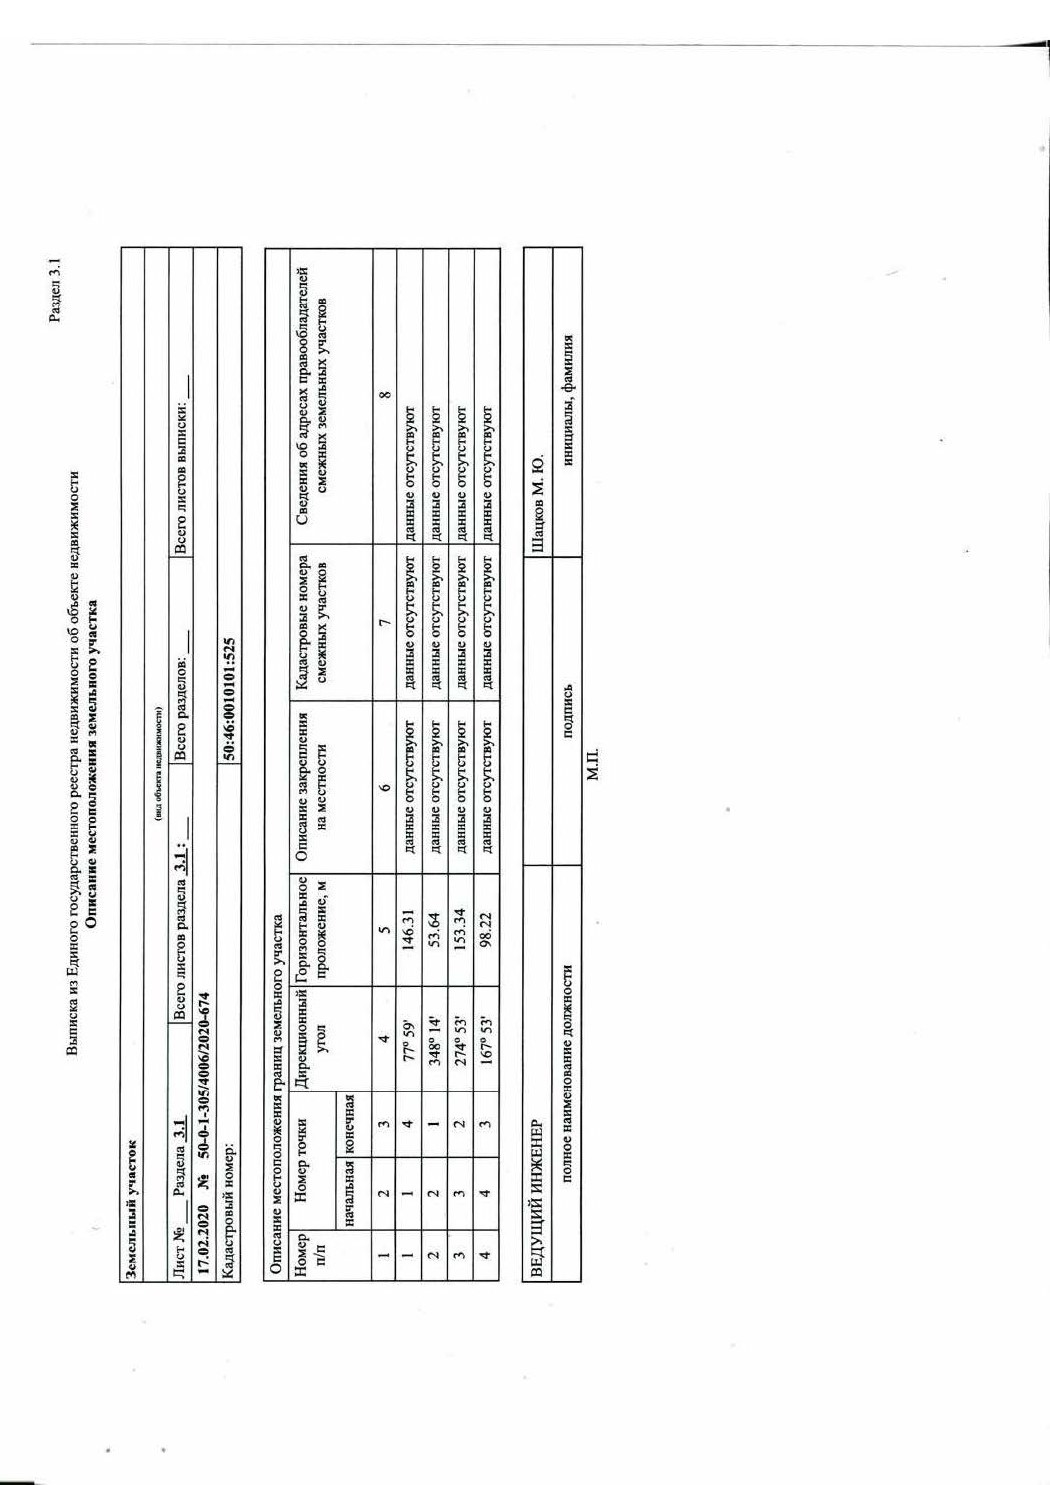 Раздел 3.1
Выписка из Единого государственного реестра недвижимости об объекте недвижимости
Описание местоположения земельного участка
Земельный участок
(вид объекта недвижимости)
Лист № ___ Раздела 3.1 Всего листов раздела 3.1 : ___ Всего разделов: ___ Всего листов выписки: ___
17.02.2020 № 50-0-1-305/4006/2020-674
Кадастровый номер: 50:46:0010101:525
Описание местоположения границ земельного участка
Номер п/п Номер точки Дирекционный угол Горизонтальное проложение, м Описание закрепления на местности Кадастровые номера смежных участков Сведения об адресах правообладателей смежных земельных участков
начальная конечная
1 2 3 4 5 6 7 8
1 1 4 77° 59' 146.31 данные отсутствуют данные отсутствуют данные отсутствуют
2 2 1 348° 14' 53.64 данные отсутствуют данные отсутствуют данные отсутствуют
3 3 2 274° 53' 153.34 данные отсутствуют данные отсутствуют данные отсутствуют
4 4 3 167° 53' 98.22 данные отсутствуют данные отсутствуют данные отсутствуют
ВЕДУЩИЙ ИНЖЕНЕР Шацков М. Ю.
полное наименование должности подпись инициалы, фамилия
М.П.